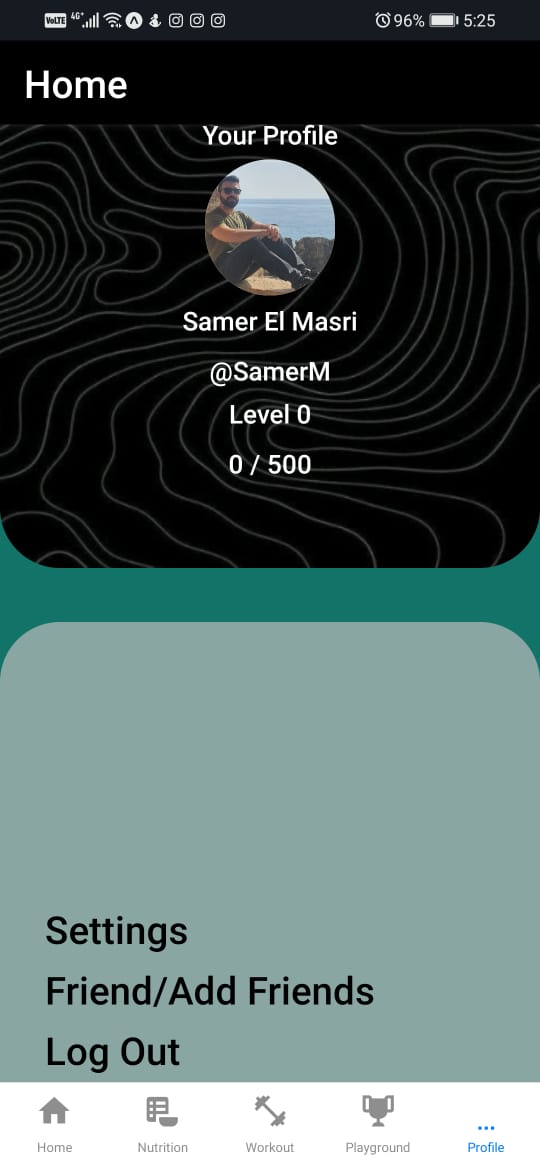 VoLTE 4G+ 96% 5:25
Home
Your Profile
Samer El Masri
@SamerM
Level 0
0 / 500
Settings
Friend/Add Friends
Log Out
Home Nutrition Workout Playground Profile